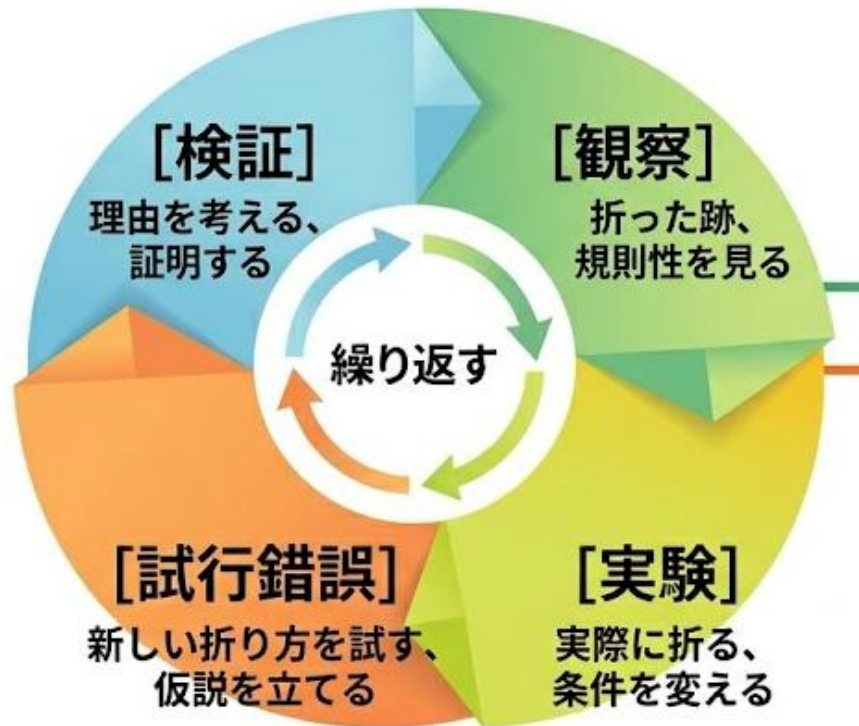 [検証]
理由を考える、
証明する
[観察]
折った跡、
規則性を見る
繰り返す
[試行錯誤]
新しい折り方を試す、
仮説を立てる
[実験]
実際に折る、
条件を変える